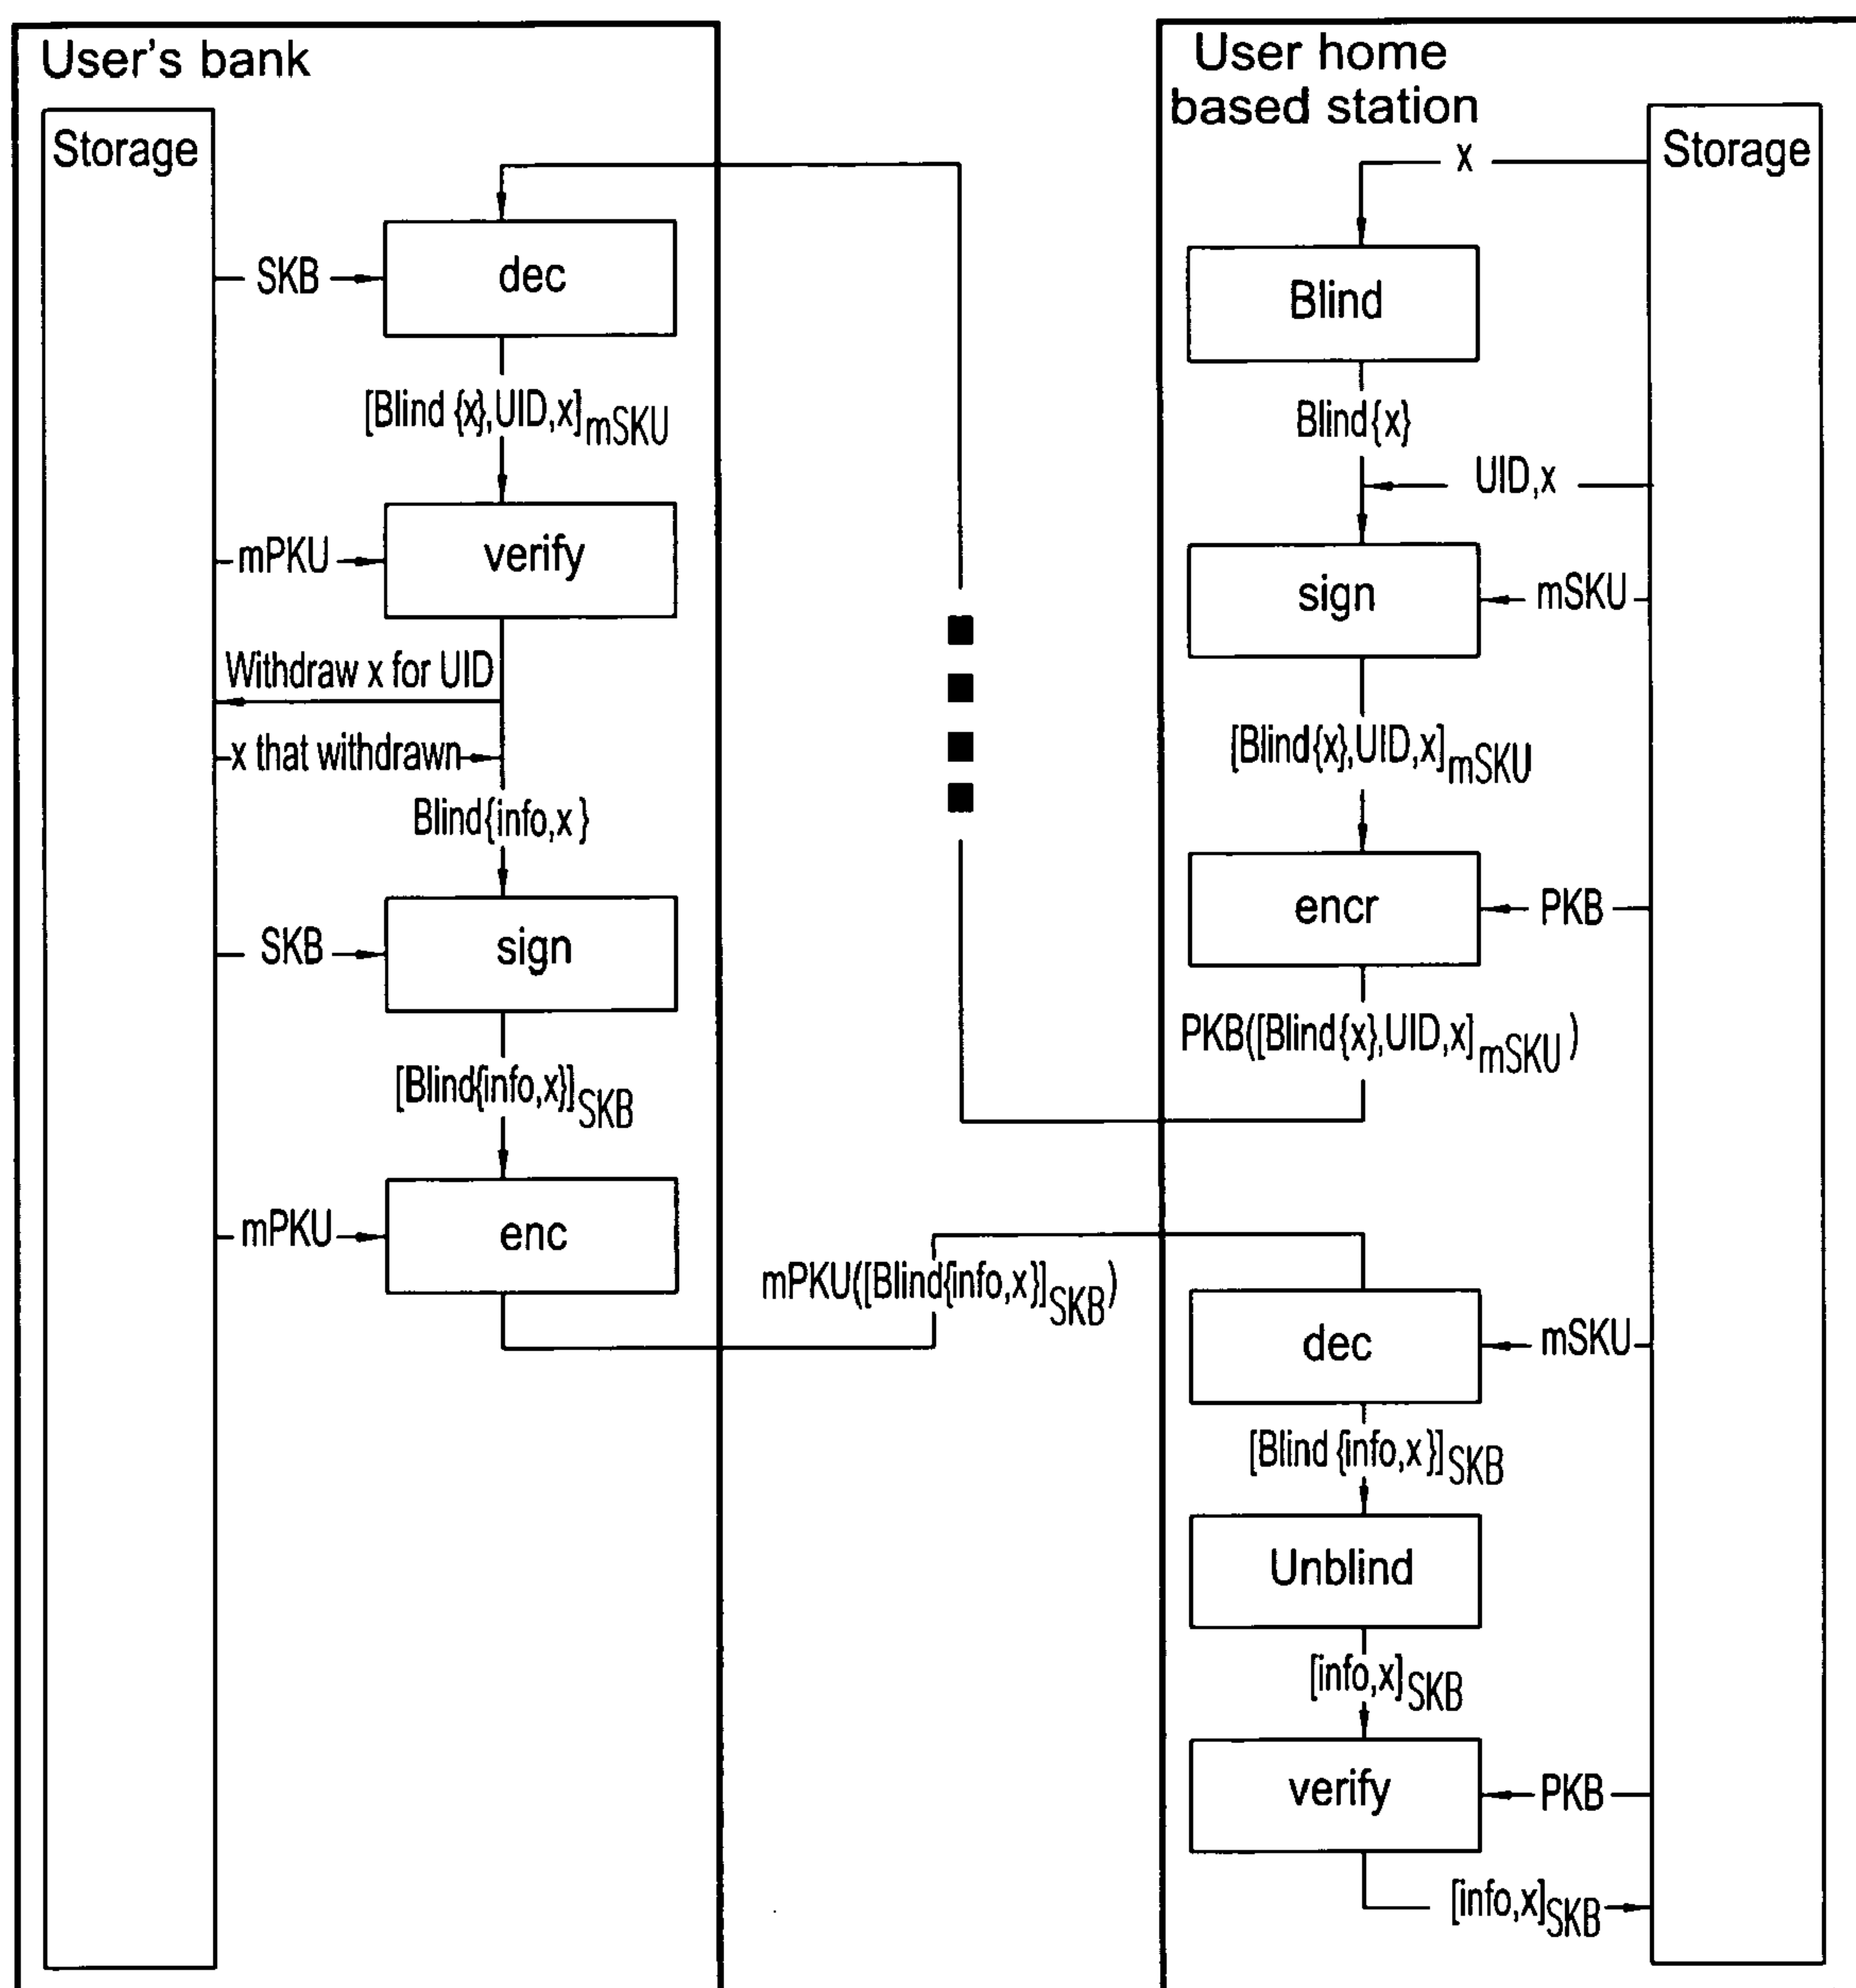 User's bank
Storage
SKB
dec
[Blind {x},UID,x]mSKU
mPKU
verify
Withdraw x for UID
x that withdrawn
Blind{info,x}
SKB
sign
[Blind{info,x}]SKB
mPKU
enc
mPKU([Blind{info,x}]SKB)
User home
based station
Storage
x
Blind
Blind{x}
UID,x
sign
mSKU
[Blind{x},UID,x]mSKU
encr
PKB
PKB([Blind{x},UID,x]mSKU)
dec
mSKU
[Blind {info,x}]SKB
Unblind
[info,x]SKB
verify
PKB
[info,x]SKB